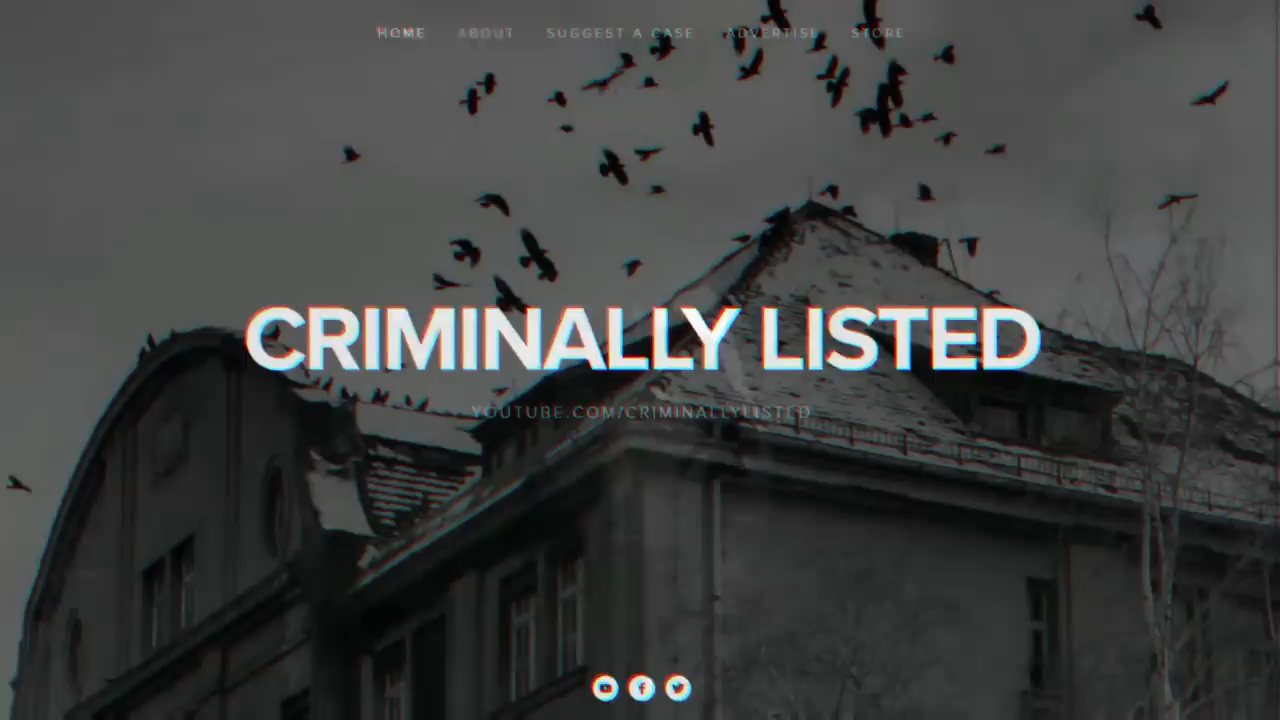 HOME ABOUT SUGGEST A CASE ADVERTISE STORE
CRIMINALLY LISTED
YOUTUBE.COM/CRIMINALLYLISTED